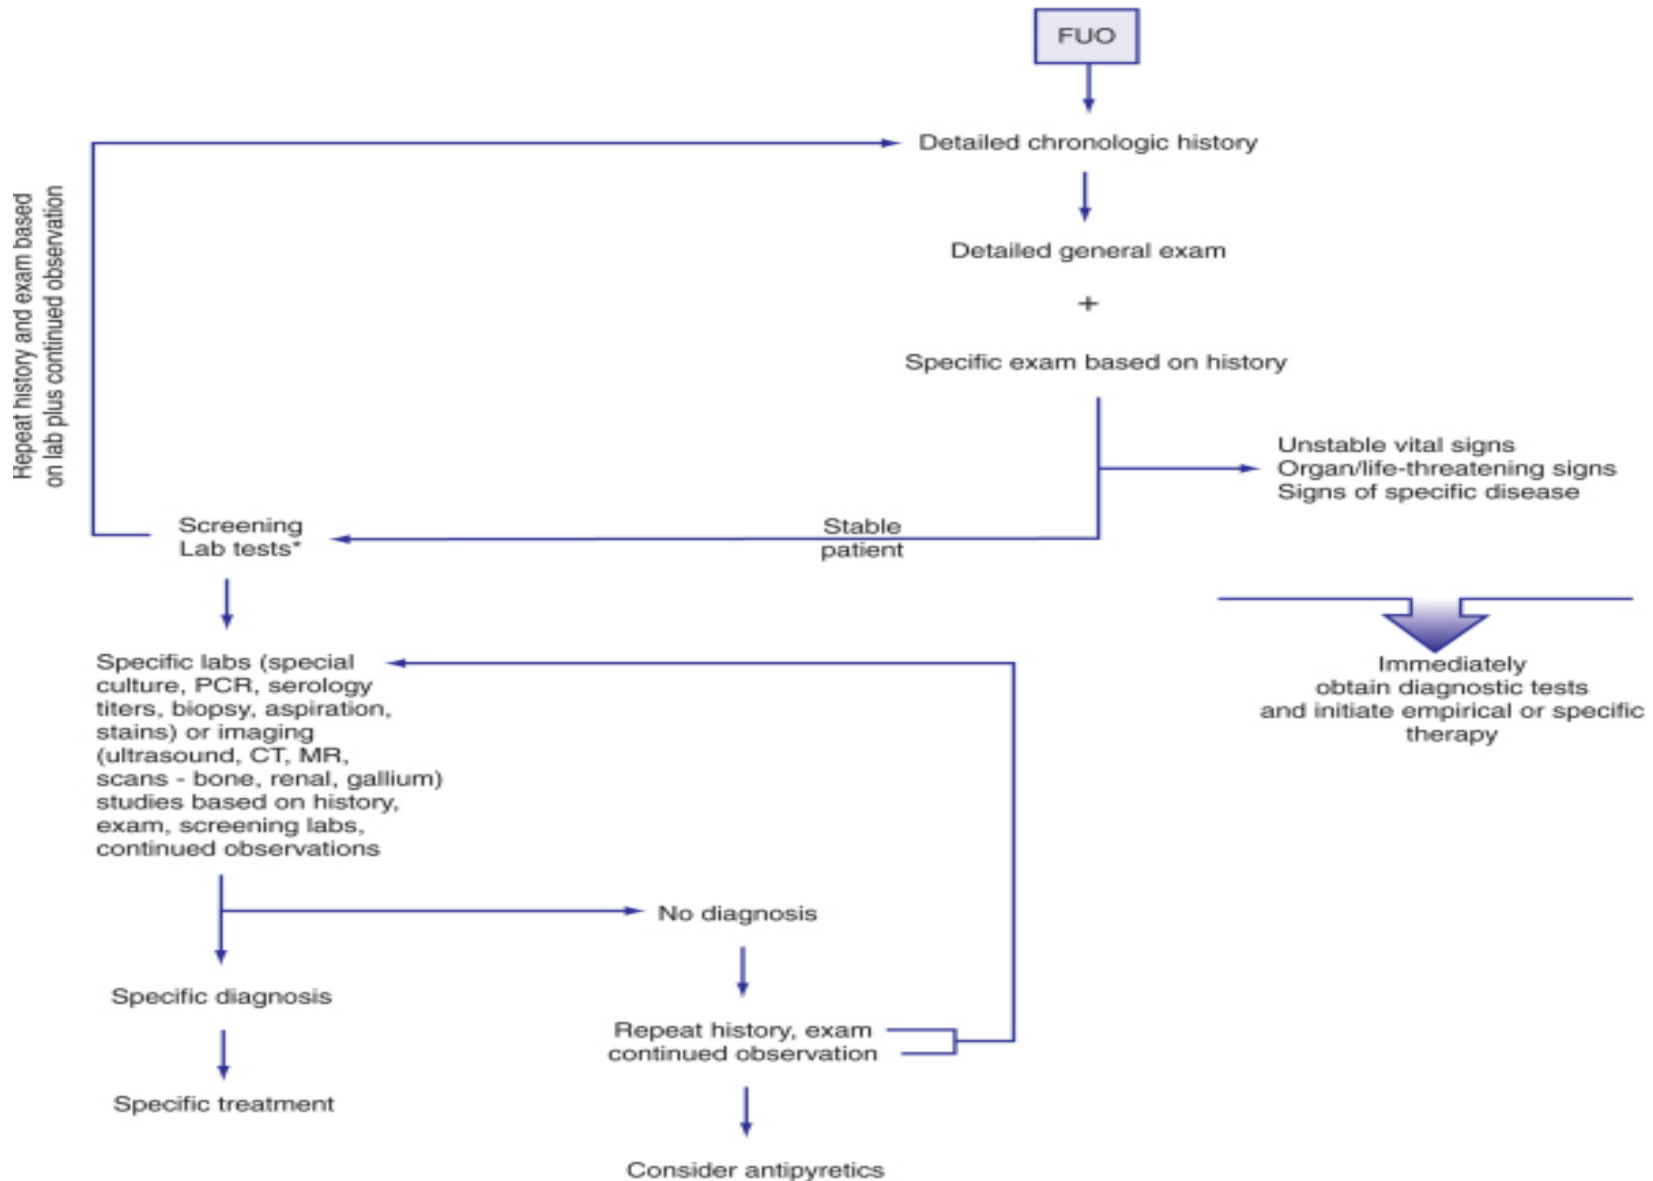 FUO
Detailed chronologic history
Detailed general exam
+
Specific exam based on history
Unstable vital signs
Organ/life-threatening signs
Signs of specific disease
Immediately
obtain diagnostic tests
and initiate empirical or specific
therapy
Stable
patient
Screening
Lab tests*
Repeat history and exam based
on lab plus continued observation
Specific labs (special
culture, PCR, serology
titers, biopsy, aspiration,
stains) or imaging
(ultrasound, CT, MR,
scans - bone, renal, gallium)
studies based on history,
exam, screening labs,
continued observations
No diagnosis
Specific diagnosis
Repeat history, exam
continued observation
Specific treatment
Consider antipyretics